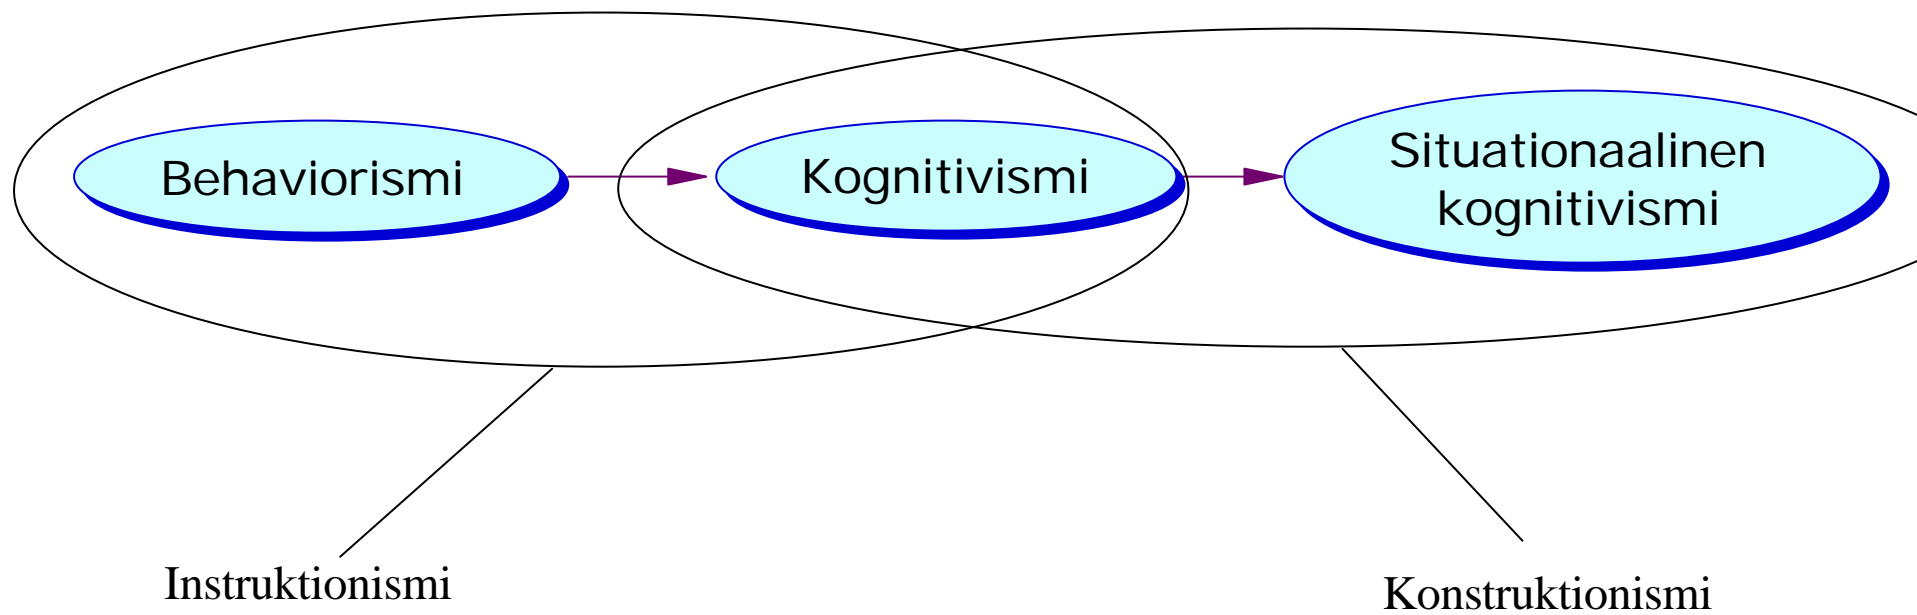 Behaviorismi
Kognitivismi
Situationaalinen
kognitivismi
Instruktionismi
Konstruktionismi